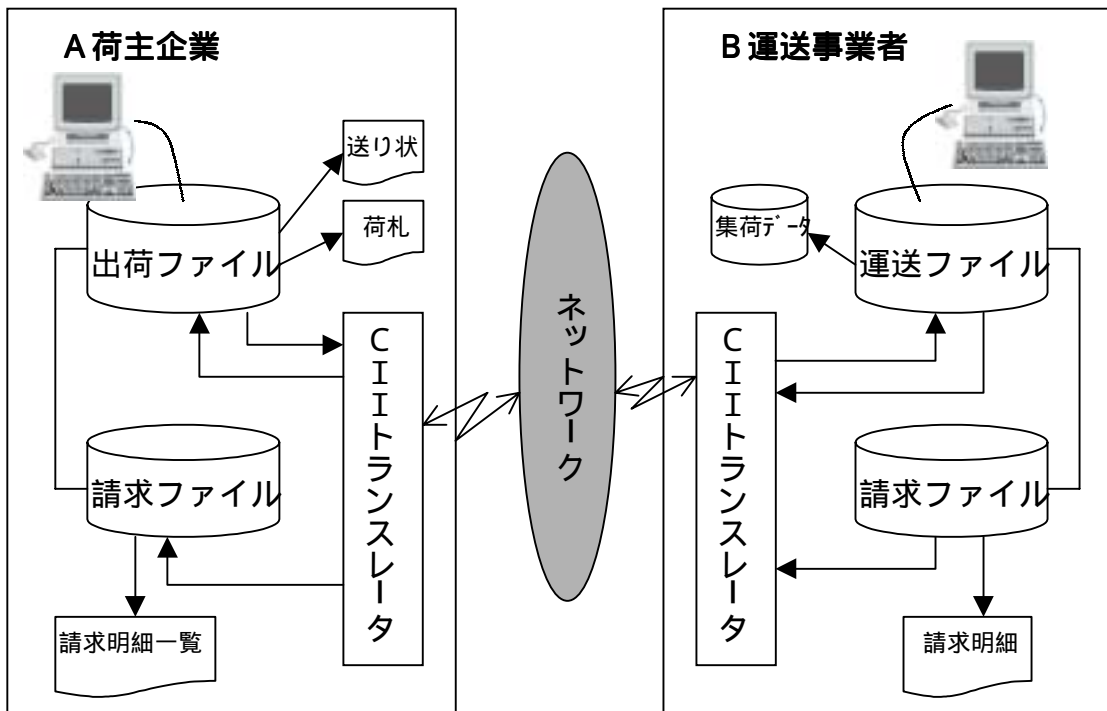 A荷主企業
B運送事業者
送り状
荷札
出荷ファイル
集荷データ
運送ファイル
ネットワーク
CIIトランスレータ
CIIトランスレータ
請求ファイル
請求ファイル
請求明細一覧
請求明細